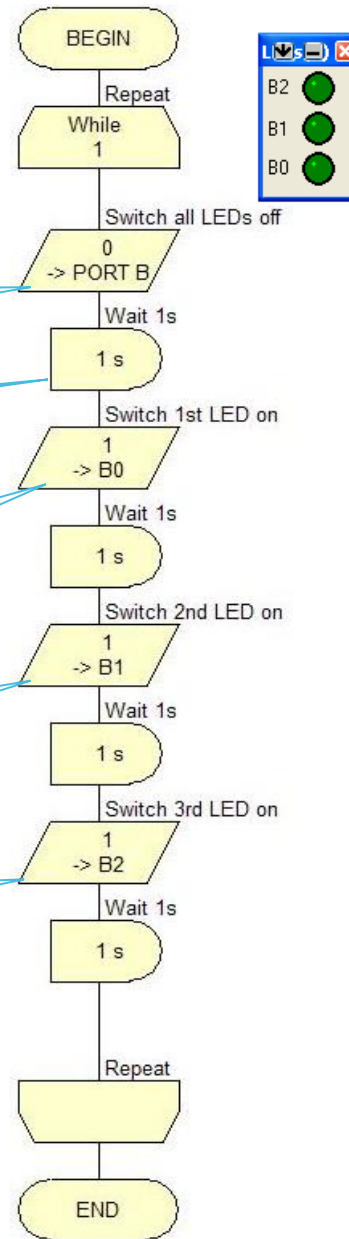 BEGIN
Repeat
While
1
Switch all LEDs off
0
-> PORT B
Wait 1s
1 s
Switch 1st LED on
1
-> B0
Wait 1s
1 s
Switch 2nd LED on
1
-> B1
Wait 1s
1 s
Switch 3rd LED on
1
-> B2
Wait 1s
1 s
Repeat
END
B2
B1
B0